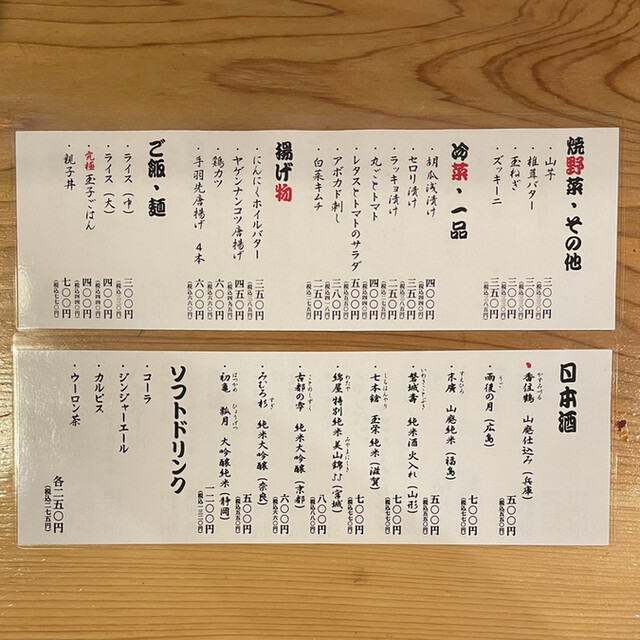 焼野菜・その他
・山芋 三〇〇円
・椎茸バター 三〇〇円
・玉ねぎ
・ズッキーニ 三五〇円
冷菜・一品
・胡瓜浅漬け 四〇〇円
・セロリ漬け 三五〇円
・ラッキョ漬け 二五〇円
・丸ごとトマト 四〇〇円
・レタスとトマトのサラダ 五〇〇円
・アボカド刺し 三八〇円
・白菜キムチ 二五〇円
揚げ物
・にんにくホイルバター 三五〇円
・ヤゲンナンコツ唐揚げ 四五〇円
・鶏カツ 六〇〇円
・手羽先唐揚げ 4本 六〇〇円
ご飯・麺
・ライス（中） 三〇〇円
・ライス（大） 四〇〇円
・究極玉子ごはん 四〇〇円
・親子丼 七〇〇円
日本酒
・香住鶴 山廃仕込み（兵庫） 五〇〇円
・雨後の月（広島） 七〇〇円
・末廣 山廃純米（福島） 五〇〇円
・磐城壽 純米酒 火入れ（山形） 七〇〇円
・七本鎗 玉栄 純米（滋賀） 七〇〇円
・綿屋 特別純米 美山錦♪♪（宮城） 八〇〇円
・古都の雫 純米大吟醸（京都） 六〇〇円
・みむろ杉 純米大吟醸（奈良） 五〇〇円
・初亀 瓢月 大吟醸純米（静岡） 一二〇〇円
ソフトドリンク
・コーラ
・ジンジャーエール
・カルピス
・ウーロン茶
各二五〇円
（税込二七五円）